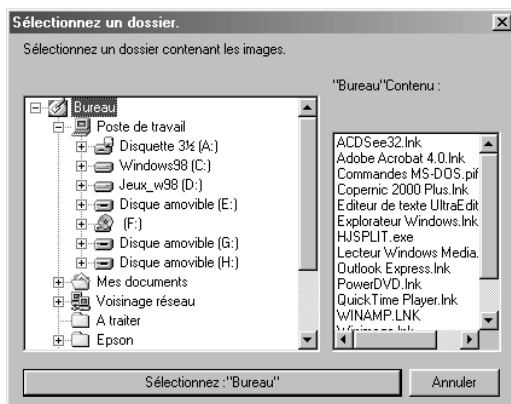 Sélectionnez un dossier.
Sélectionnez un dossier contenant les images.
"Bureau"Contenu :
Bureau
Poste de travail
Disquette 3½ (A:)
Windows98 (C:)
Jeux_w98 (D:)
Disque amovible (E:)
(F:)
Disque amovible (G:)
Disque amovible (H:)
Mes documents
Voisinage réseau
A traiter
Epson
ACDSee32.lnk
Adobe Acrobat 4.0.lnk
Commandes MS-DOS.pif
Copernic 2000 Plus.lnk
Editeur de texte UltraEdit
Explorateur Windows.lnk
HJSPLIT.exe
Lecteur Windows Media.
Outlook Express.lnk
PowerDVD.lnk
QuickTime Player.lnk
WINAMP.LNK
Sélectionnez :"Bureau"
Annuler